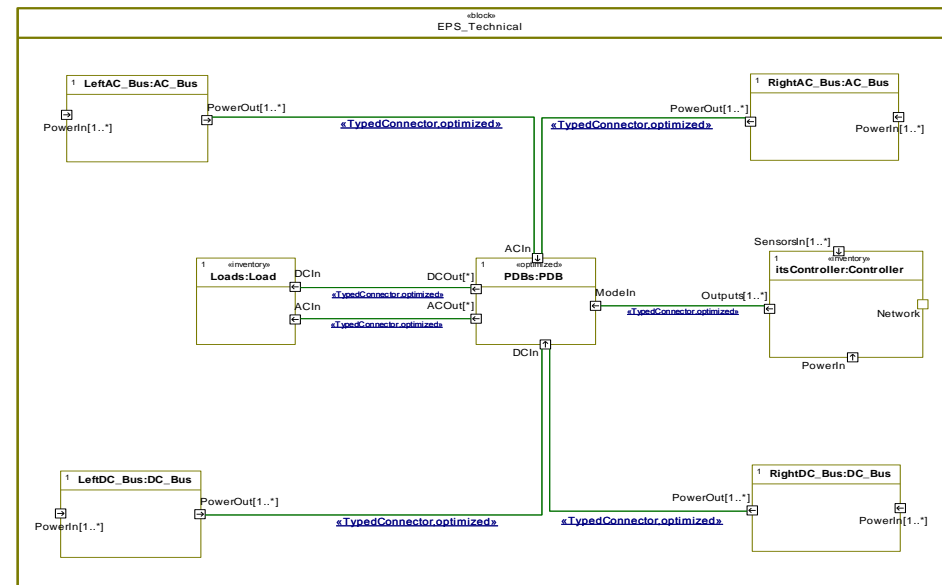 «block»
EPS_Technical
1 LeftAC_Bus:AC_Bus
PowerIn[1..*]
PowerOut[1..*]
«TypedConnector,optimized»
1 RightAC_Bus:AC_Bus
PowerOut[1..*]
PowerIn[1..*]
«TypedConnector,optimized»
ACIn
1 «inventory»
Loads:Load
DCIn
ACIn
«TypedConnector,optimized»
«TypedConnector,optimized»
1 «optimized»
PDBs:PDB
DCOut[*]
ACOut[*]
ModeIn
DCIn
«TypedConnector,optimized»
SensorsIn[1..*]
1 «inventory»
itsController:Controller
Outputs[1..*]
Network
PowerIn
1 LeftDC_Bus:DC_Bus
PowerIn[1..*]
PowerOut[1..*]
«TypedConnector,optimized»
1 RightDC_Bus:DC_Bus
PowerOut[1..*]
PowerIn[1..*]
«TypedConnector,optimized»